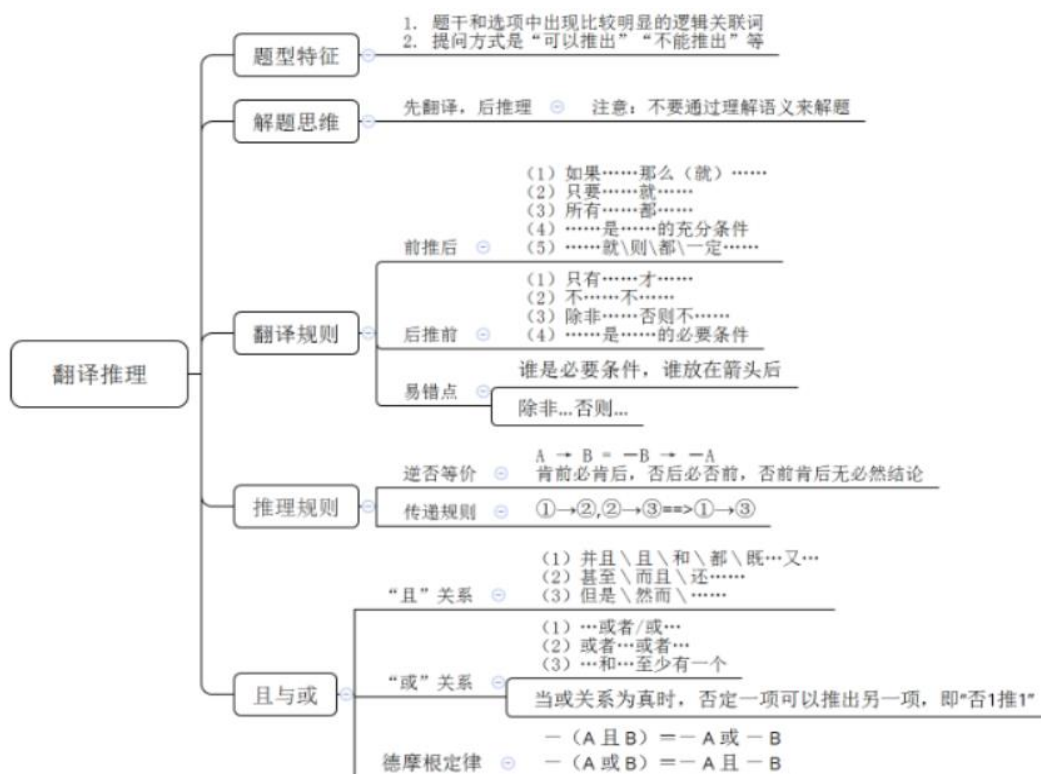 翻译推理
题型特征
1. 题干和选项中出现比较明显的逻辑关联词
2. 提问方式是“可以推出”“不能推出”等
解题思维
先翻译，后推理
注意：不要通过理解语义来解题
翻译规则
前推后
（1）如果……那么（就）……
（2）只要……就……
（3）所有……都……
（4）……是……的充分条件
（5）……就\则\都\一定……
后推前
（1）只有……才……
（2）不……不……
（3）除非……否则不……
（4）……是……的必要条件
易错点
谁是必要条件，谁放在箭头后
除非...否则...
推理规则
逆否等价
A → B = —B → —A
肯前必肯后，否后必否前，否前肯后无必然结论
传递规则
①→②,②→③==>①→③
且与或
“且”关系
（1）并且\且\和\都\既…又…
（2）甚至\而且\还……
（3）但是\然而\……
“或”关系
（1）…或者/或…
（2）或者…或者…
（3）…和…至少有一个
当或关系为真时，否定一项可以推出另一项，即"否1推1"
德摩根定律
—（A 且 B）＝— A 或 — B
—（A 或 B）＝— A 且 — B